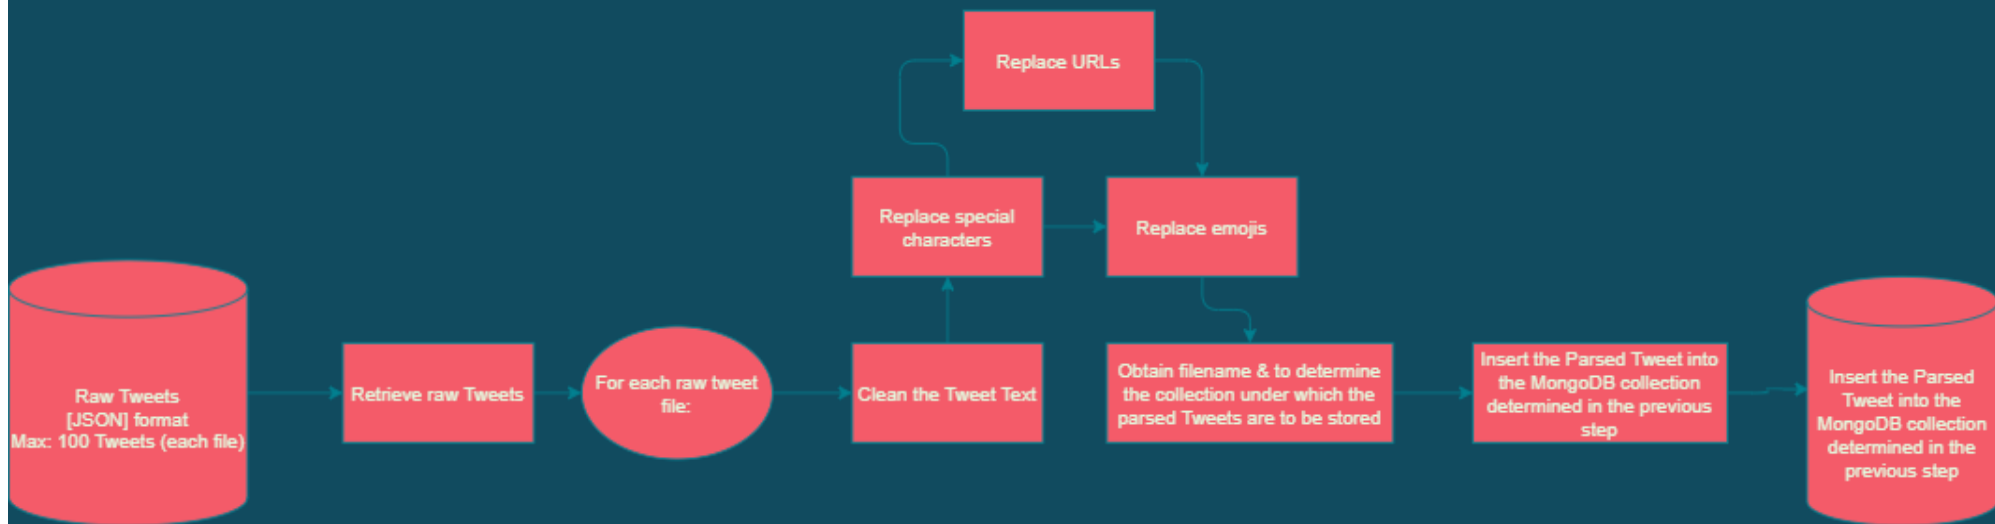 Raw Tweets
[JSON] format
Max: 100 Tweets (each file)
Retrieve raw Tweets
For each raw tweet
file:
Clean the Tweet Text
Replace special
characters
Replace URLs
Replace emojis
Obtain filename & to determine
the collection under which the
parsed Tweets are to be stored
Insert the Parsed Tweet into
the MongoDB collection
determined in the previous
step
Insert the Parsed
Tweet into the
MongoDB collection
determined in the
previous step